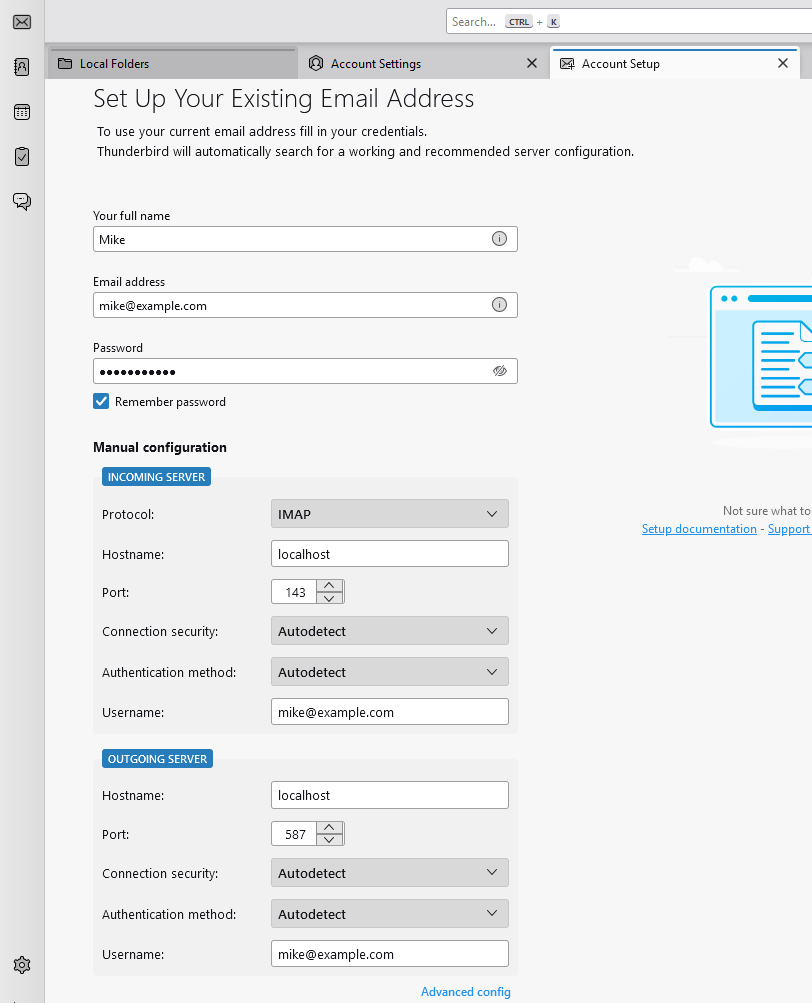 Search... CTRL + K
Local Folders
Account Settings
Account Setup
Set Up Your Existing Email Address
To use your current email address fill in your credentials.
Thunderbird will automatically search for a working and recommended server configuration.
Your full name
Mike
Email address
mike@example.com
Password
●●●●●●●●●●●
Remember password
Manual configuration
INCOMING SERVER
Protocol: IMAP
Hostname: localhost
Port: 143
Connection security: Autodetect
Authentication method: Autodetect
Username: mike@example.com
OUTGOING SERVER
Hostname: localhost
Port: 587
Connection security: Autodetect
Authentication method: Autodetect
Username: mike@example.com
Advanced config
Not sure what to
Setup documentation - Support